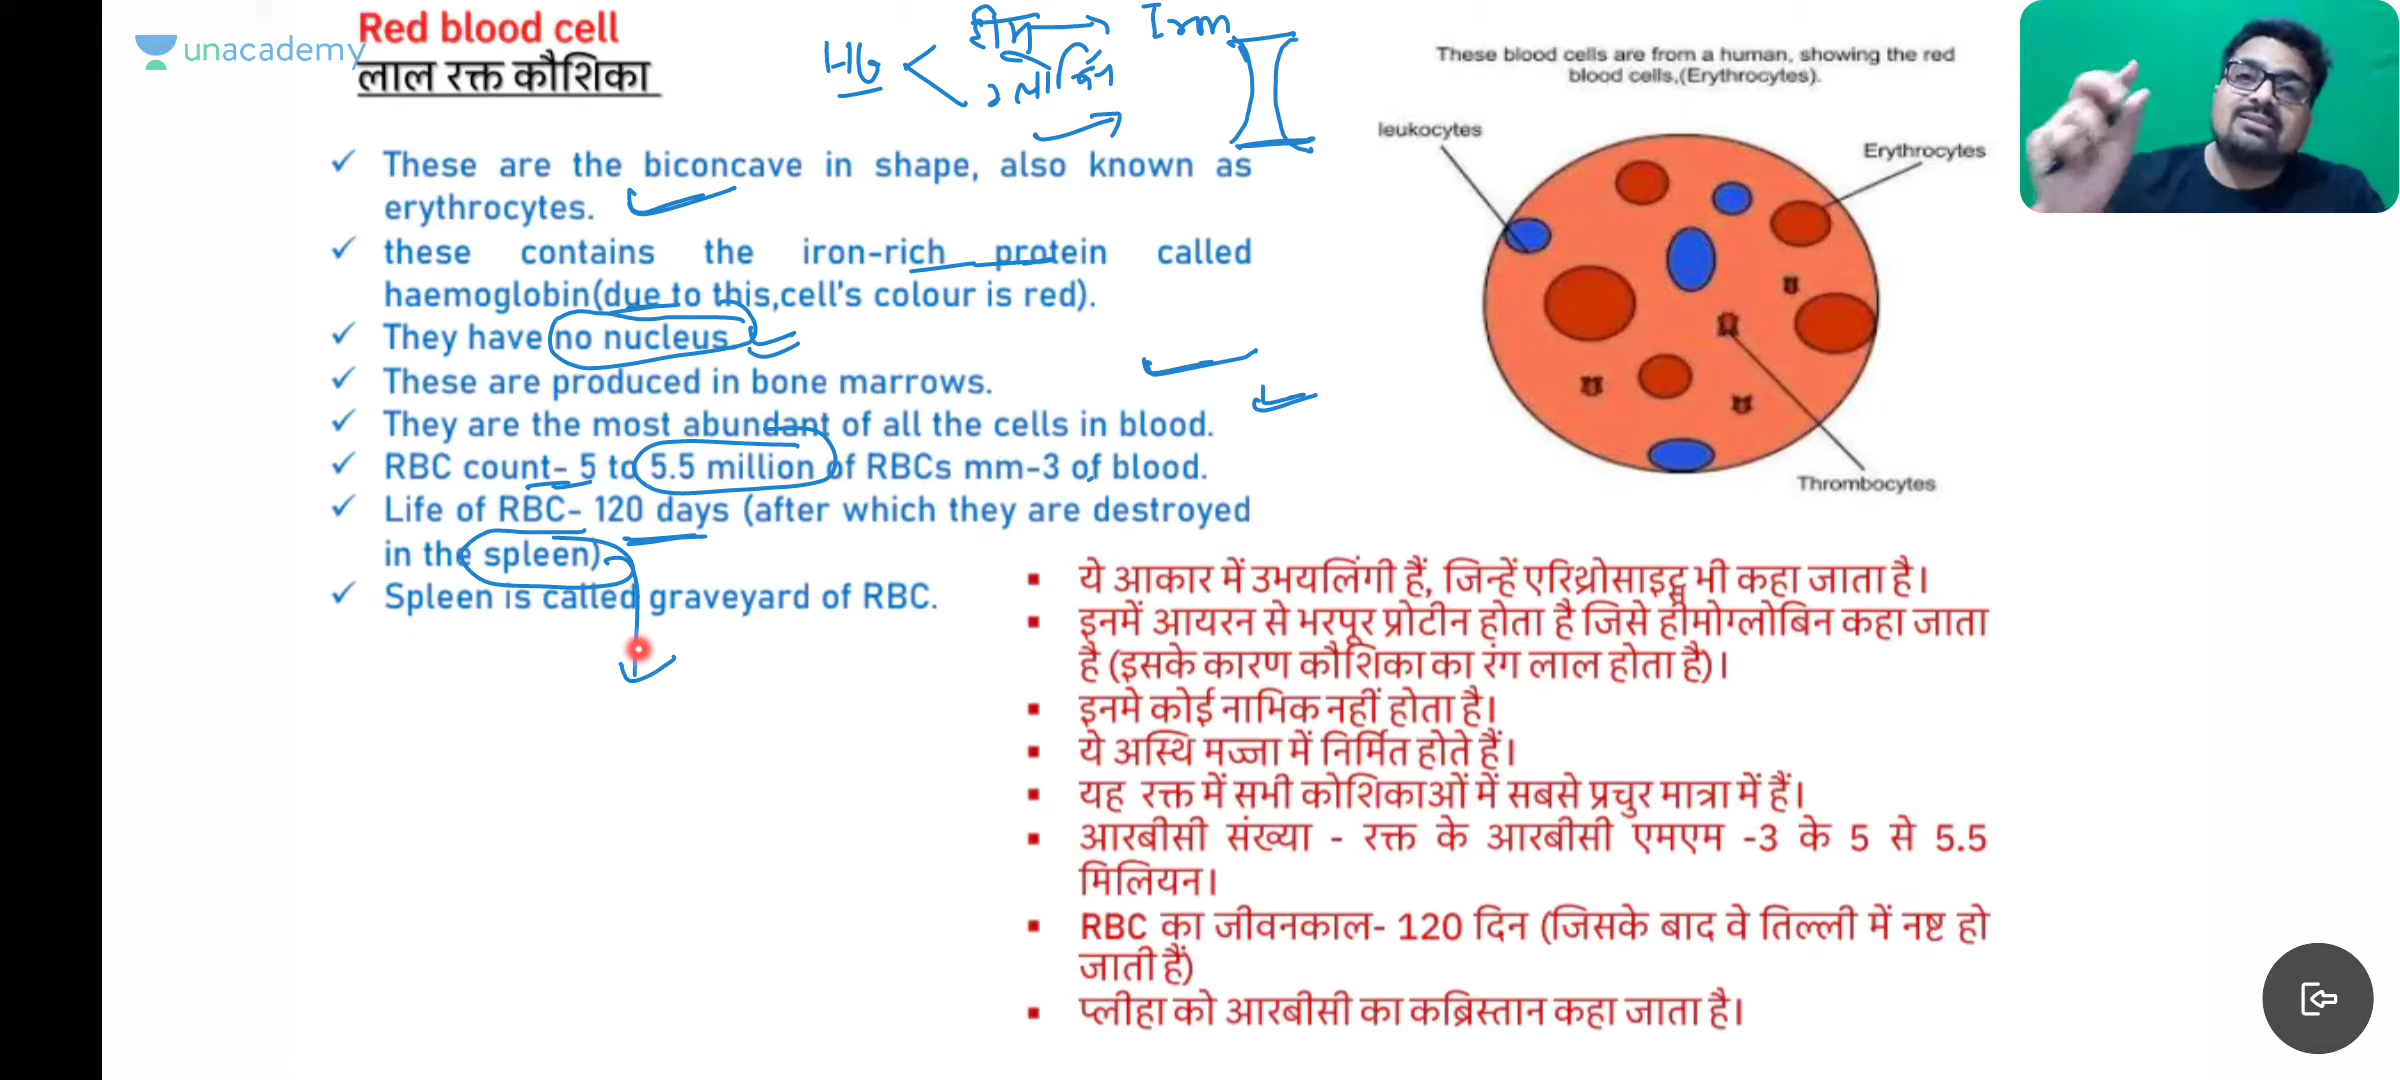 Red blood cell
unacademy
लाल रक्त कौशिका
HG
हीम
Iron
ग्लोबिन
These blood cells are from a human, showing the red
blood cells,(Erythrocytes).
leukocytes
Erythrocytes
Thrombocytes
✓ These are the biconcave in shape, also known as
erythrocytes.
✓ these contains the iron-rich protein called
haemoglobin(due to this,cell's colour is red).
✓ They have no nucleus
✓ These are produced in bone marrows.
✓ They are the most abundant of all the cells in blood.
✓ RBC count- 5 to 5.5 million of RBCs mm-3 of blood.
✓ Life of RBC- 120 days (after which they are destroyed
in the spleen).
✓ Spleen is called graveyard of RBC.
▪ ये आकार में उभयलिंगी हैं, जिन्हें एरिथ्रोसाइट्स भी कहा जाता है।
▪ इनमें आयरन से भरपूर प्रोटीन होता है जिसे हीमोग्लोबिन कहा जाता
है (इसके कारण कौशिका का रंग लाल होता है)।
▪ इनमे कोई नाभिक नहीं होता है।
▪ ये अस्थि मज्जा में निर्मित होते हैं।
▪ यह रक्त में सभी कोशिकाओं में सबसे प्रचुर मात्रा में हैं।
▪ आरबीसी संख्या - रक्त के आरबीसी एमएम -3 के 5 से 5.5
मिलियन।
▪ RBC का जीवनकाल- 120 दिन (जिसके बाद वे तिल्ली में नष्ट हो
जाती हैं)
▪ प्लीहा को आरबीसी का कब्रिस्तान कहा जाता है।